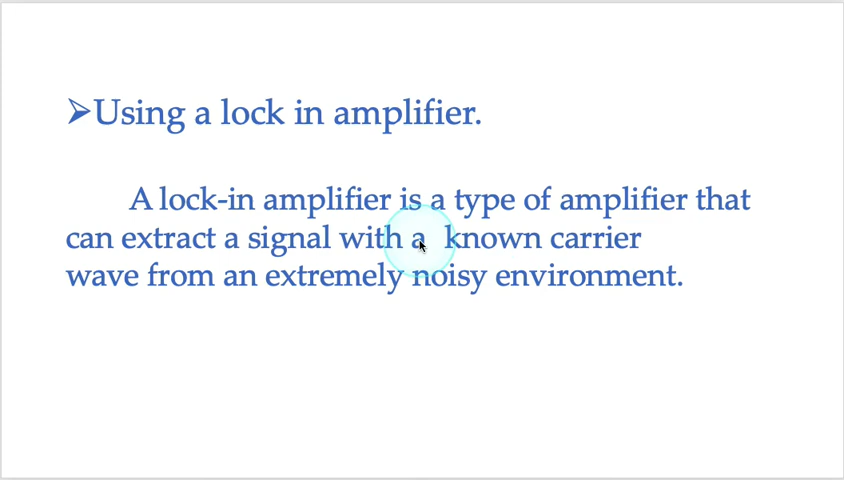 ➢Using a lock in amplifier.
A lock-in amplifier is a type of amplifier that
can extract a signal with a known carrier
wave from an extremely noisy environment.